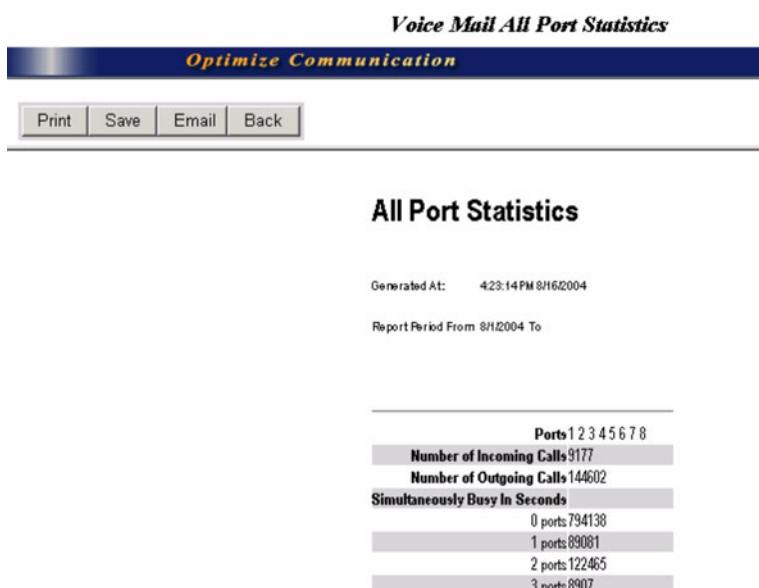 Voice Mail All Port Statistics
Optimize Communication
Print Save Email Back
All Port Statistics
Generated At: 4:23:14 PM 8/16/2004
Report Period From 8/1/2004 To
Ports 1 2 3 4 5 6 7 8
Number of Incoming Calls 9177
Number of Outgoing Calls 144602
Simultaneously Busy In Seconds
0 ports 794138
1 ports 89081
2 ports 122465
3 ports 8907